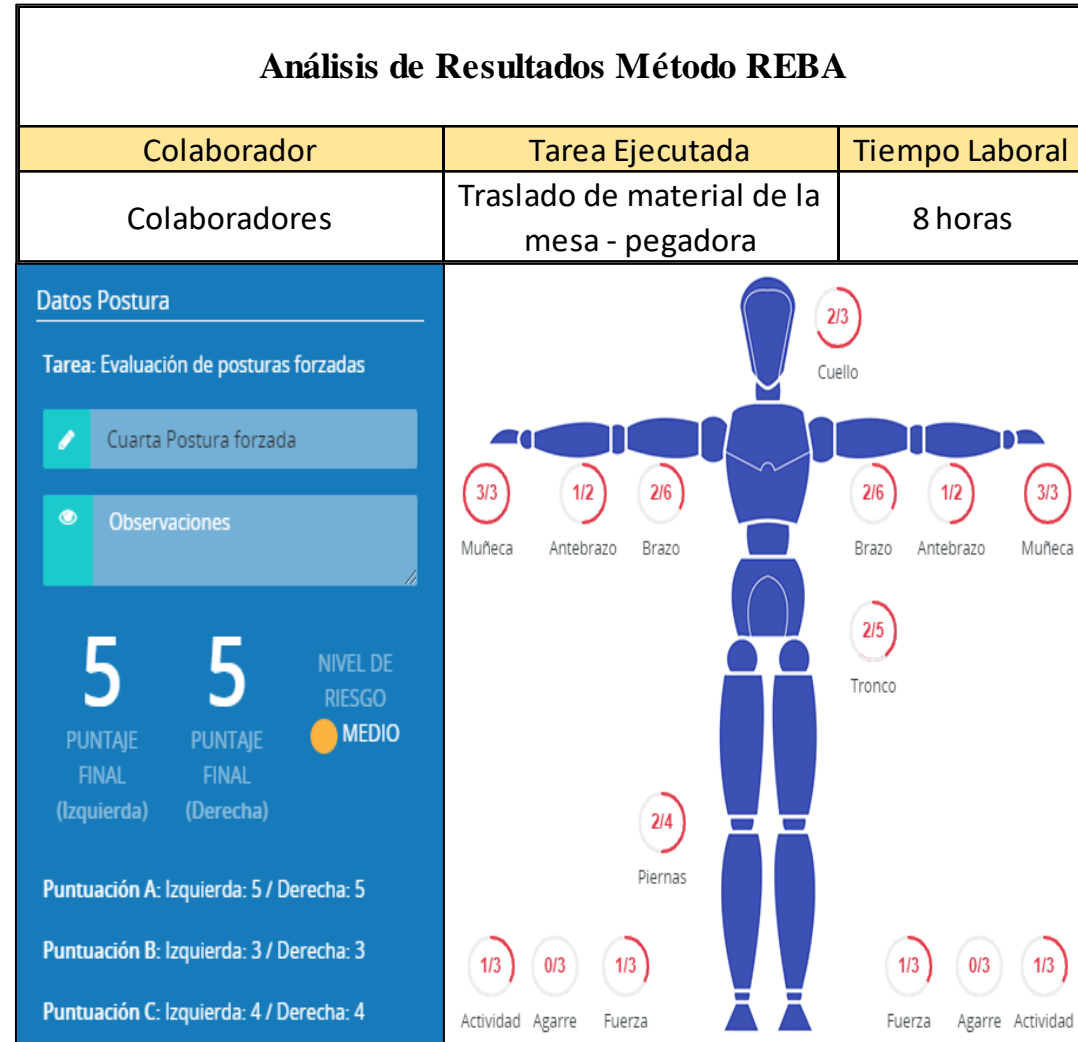 Análisis de Resultados Método REBA
Colaborador Tarea Ejecutada Tiempo Laboral
Colaboradores
Traslado de material de la
mesa - pegadora
8 horas
Datos Postura
Tarea: Evaluación de posturas forzadas
Cuarta Postura forzada
Observaciones
5 5
NIVEL DE
RIESGO
MEDIO
PUNTAJE
FINAL
(Izquierda)
PUNTAJE
FINAL
(Derecha)
Puntuación A: Izquierda: 5 / Derecha: 5
Puntuación B: Izquierda: 3 / Derecha: 3
Puntuación C: Izquierda: 4 / Derecha: 4
2/3
Cuello
3/3 1/2 2/6 2/6 1/2 3/3
Muñeca Antebrazo Brazo Brazo Antebrazo Muñeca
2/5
Tronco
2/4
Piernas
1/3 0/3 1/3 1/3 0/3 1/3
Actividad Agarre Fuerza Fuerza Agarre Actividad